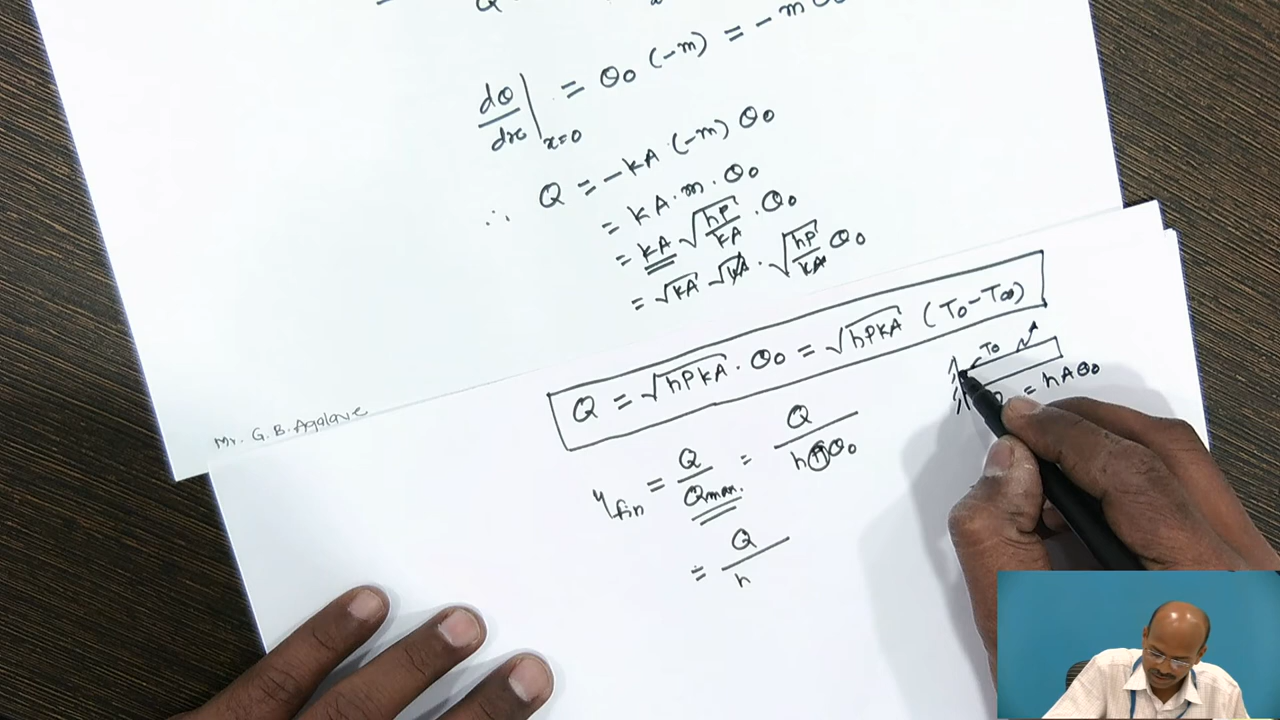 Q
dθ/dx |x=0 = θ0 (-m) = -m
∴ Q = -kA · (-m) θ0
= kA · m · θ0
= kA √(hP/kA) · θ0
= √kA √kA · √(hP/kA) θ0
Q = √hPkA · θ0 = √hPkA (T0 - T∞)
T0
= hAθ0
Mr. G. B. Agalave
ηfin = Q/Qmax. = Q/hAθ0
= Q/h